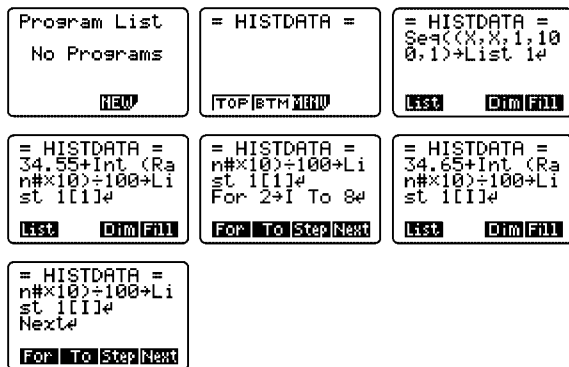 Program List
No Programs
NEW
= HISTDATA =
TOP BTM MENU
= HISTDATA =
Seq((X,X,1,10
0,1)→List 1↵
List Dim Fill
= HISTDATA =
34.55+Int (Ra
n#×10)÷100→Li
st 1[1]↵
List Dim Fill
= HISTDATA =
n#×10)÷100→Li
st 1[1]↵
For 2→I To 8↵
For To Step Next
= HISTDATA =
34.65+Int (Ra
n#×10)÷100→Li
st 1[I]↵
List Dim Fill
= HISTDATA =
n#×10)÷100→Li
st 1[I]↵
Next↵
For To Step Next